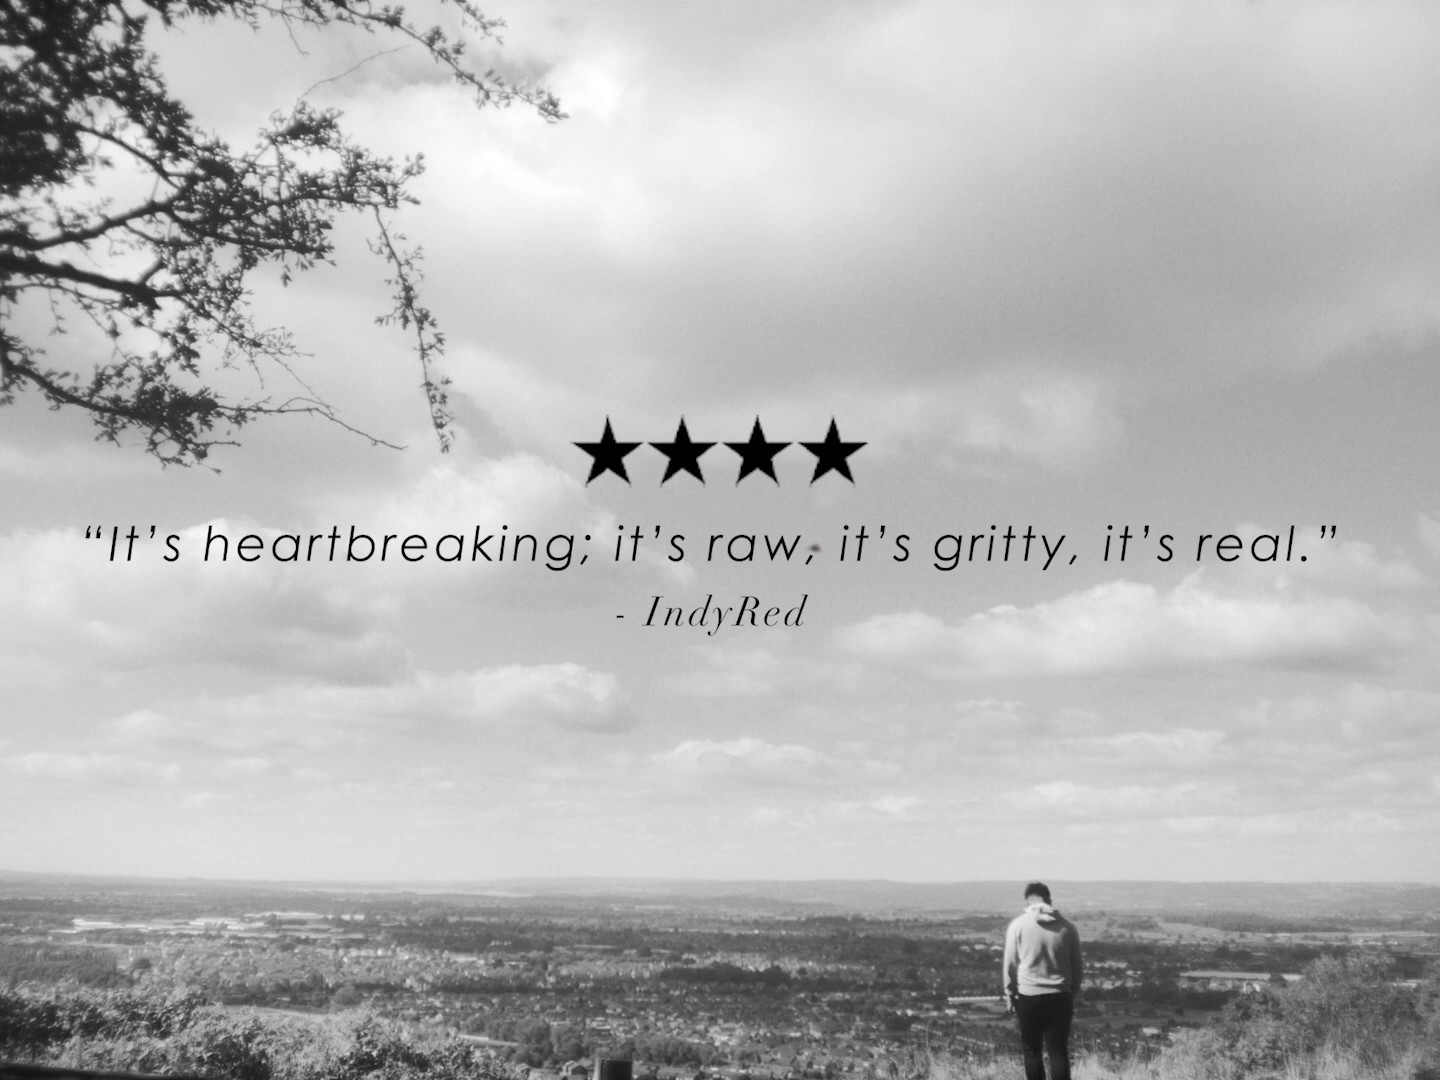 “It’s heartbreaking; it’s raw, it’s gritty, it’s real.”
- IndyRed